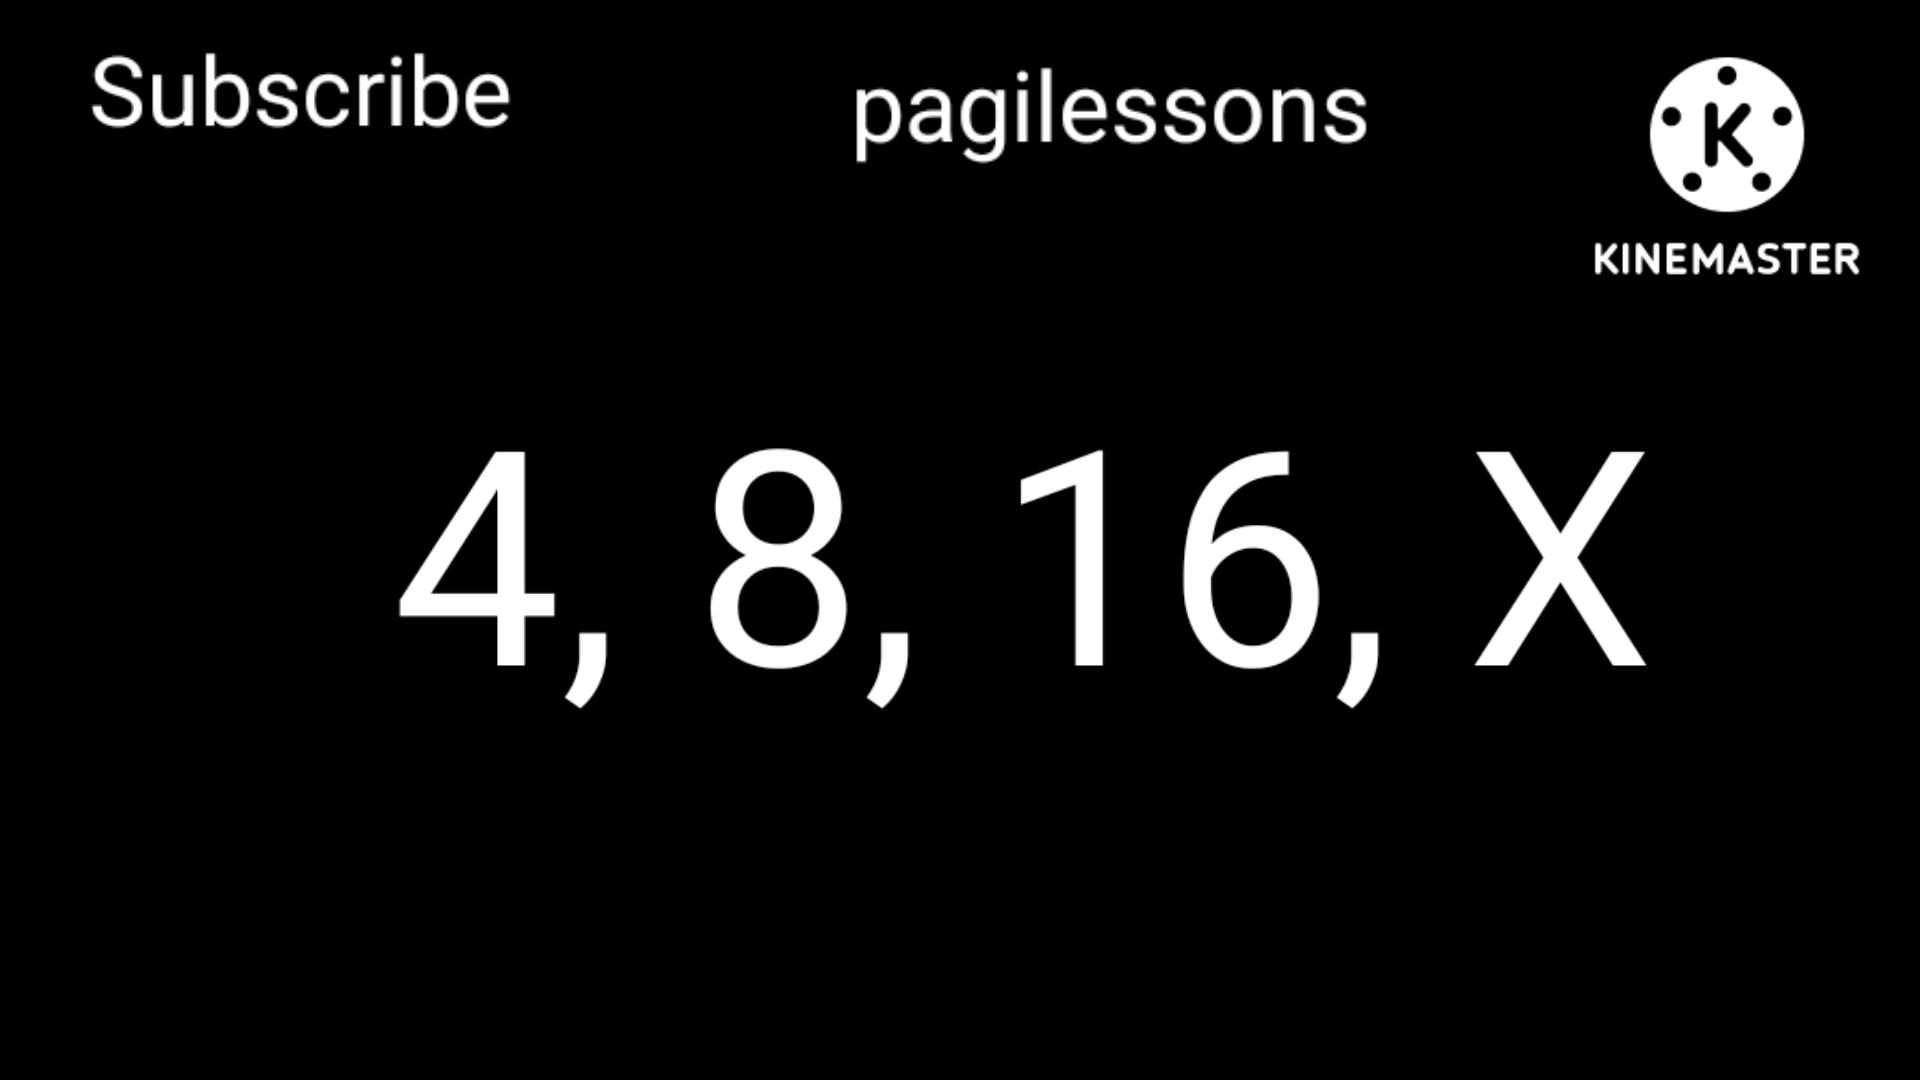 Subscribe
pagilessons
K
KINEMASTER
4, 8, 16, X